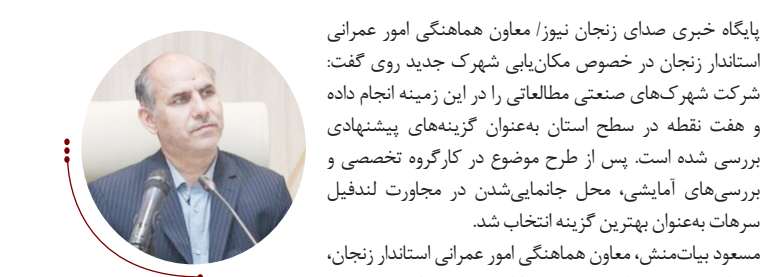 پایگاه خبری صدای زنجان نیوز/ معاون هماهنگی امور عمرانی
استاندار زنجان در خصوص مکان‌یابی شهرک جدید روی گفت:
شرکت شهرک‌های صنعتی مطالعاتی را در این زمینه انجام داده
و هفت نقطه در سطح استان به‌عنوان گزینه‌های پیشنهادی
بررسی شده است. پس از طرح موضوع در کارگروه تخصصی و
بررسی‌های آمایشی، محل جانمایی‌شدن در مجاورت لندفیل
سرهات به‌عنوان بهترین گزینه انتخاب شد.
مسعود بیات‌منش، معاون هماهنگی امور عمرانی استاندار زنجان،